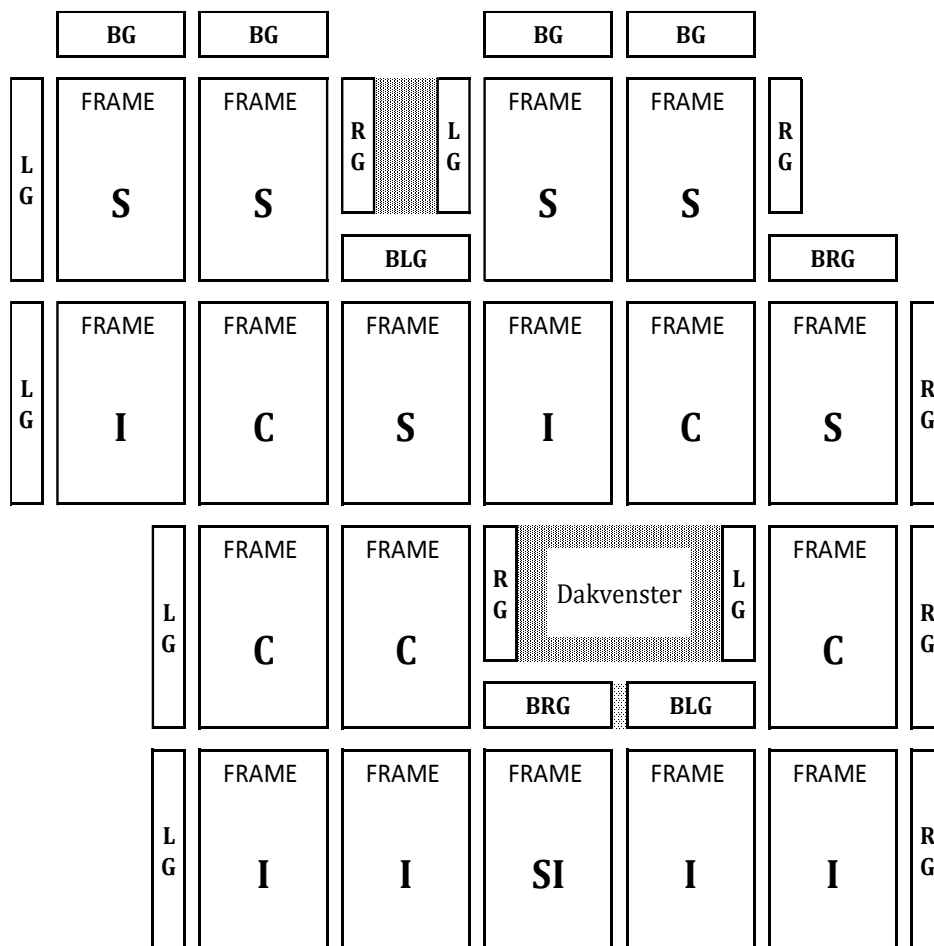 BG BG BG BG
FRAME FRAME FRAME FRAME
L G S S R G L G S S R G
BLG BRG
FRAME FRAME FRAME FRAME FRAME FRAME
L G I C S I C S R G
FRAME FRAME FRAME
L G C C R G Dakvenster L G C R G
BRG BLG
FRAME FRAME FRAME FRAME FRAME
L G I I SI I I R G